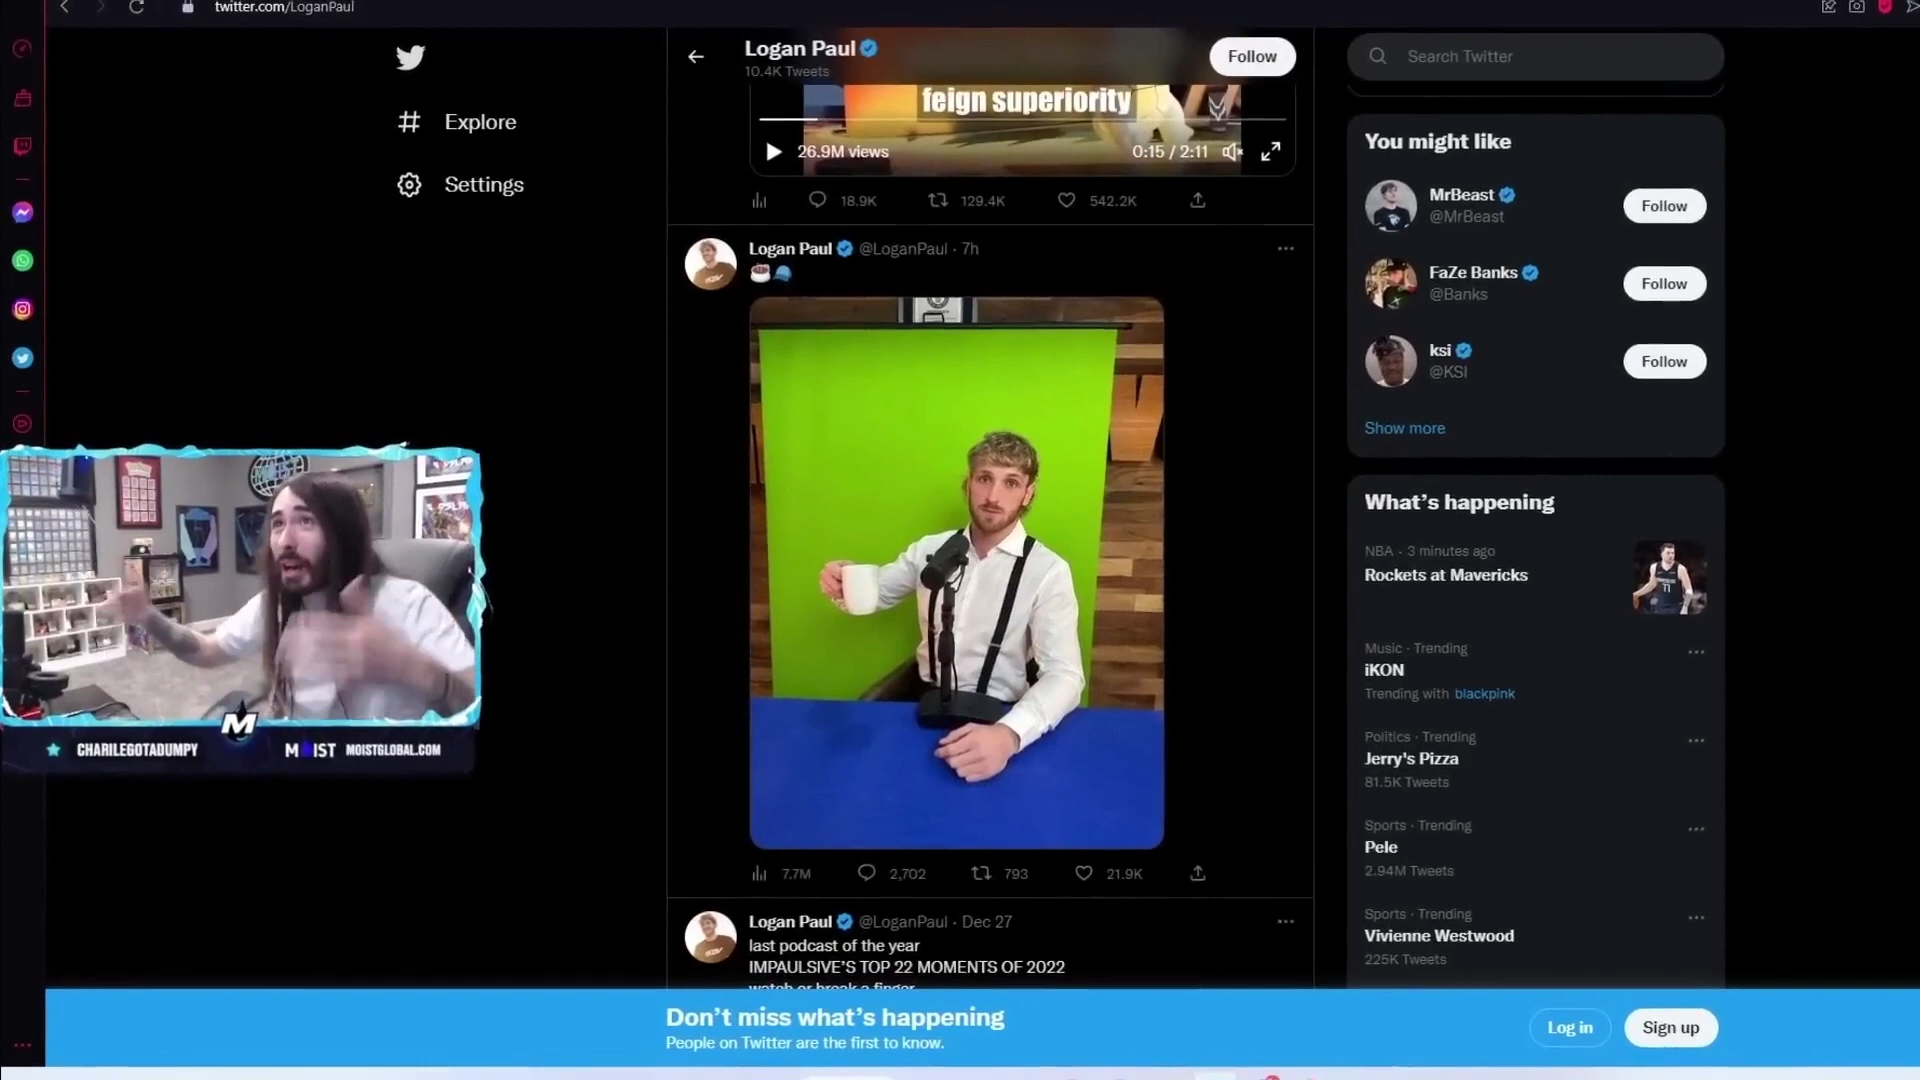 twitter.com/LoganPaul
Explore
Settings
Logan Paul
10.4K Tweets
Follow
feign superiority
26.9M views
0:15 / 2:11
18.9K
129.4K
542.2K
Logan Paul @LoganPaul · 7h
7.7M
2,702
793
21.9K
Logan Paul @LoganPaul · Dec 27
last podcast of the year
IMPAULSIVE'S TOP 22 MOMENTS OF 2022
watch or break a finger
Search Twitter
You might like
MrBeast
@MrBeast
Follow
FaZe Banks
@Banks
Follow
ksi
@KSI
Follow
Show more
What's happening
NBA · 3 minutes ago
Rockets at Mavericks
Music · Trending
iKON
Trending with blackpink
Politics · Trending
Jerry's Pizza
81.5K Tweets
Sports · Trending
Pele
2.94M Tweets
Sports · Trending
Vivienne Westwood
225K Tweets
CHARILEGOTADUMPY
MOIST
MOISTGLOBAL.COM
Don't miss what's happening
People on Twitter are the first to know.
Log in
Sign up